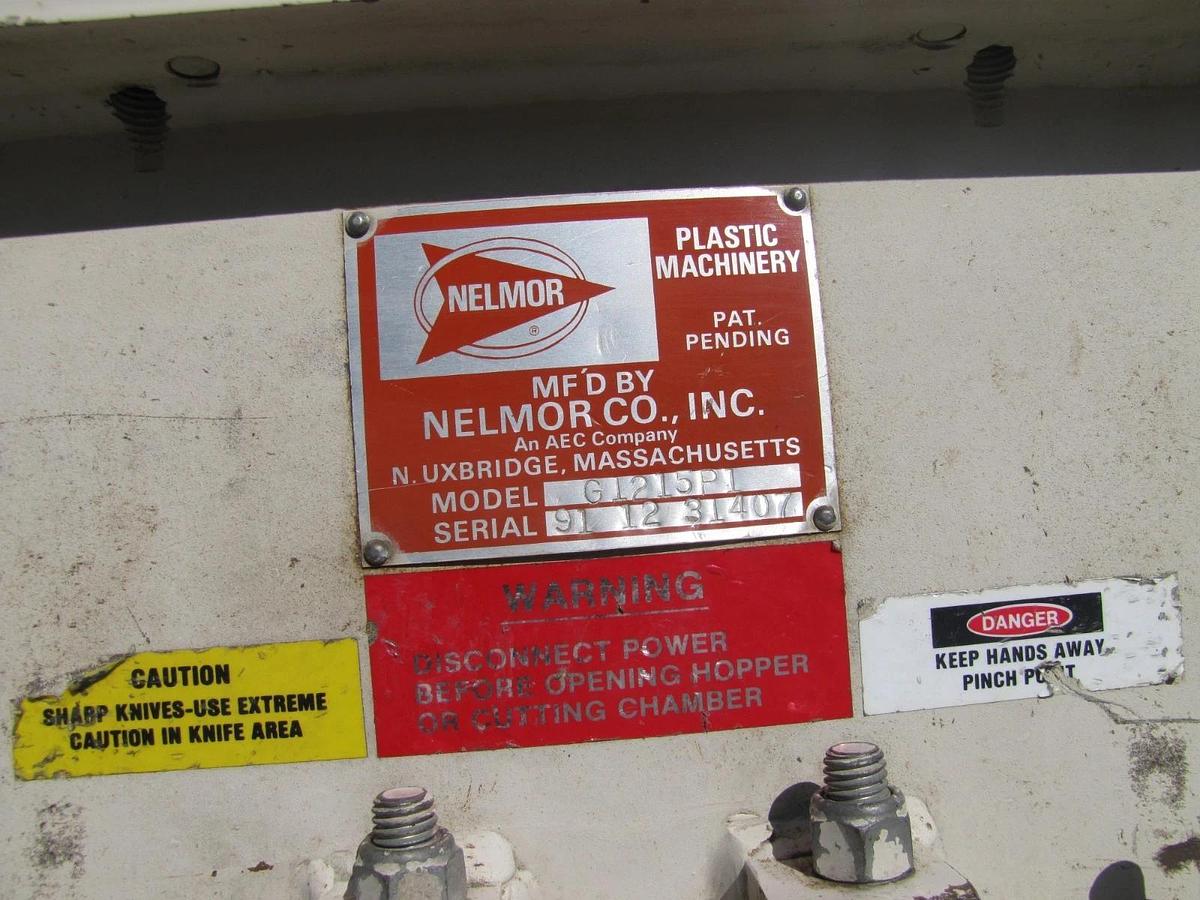 NELMOR
®
PLASTIC
MACHINERY
PAT.
PENDING
MF'D BY
NELMOR CO., INC.
An AEC Company
N. UXBRIDGE, MASSACHUSETTS
MODEL G1215P1
SERIAL 91 12 31407
WARNING
DISCONNECT POWER
BEFORE OPENING HOPPER
OR CUTTING CHAMBER
CAUTION
SHARP KNIVES-USE EXTREME
CAUTION IN KNIFE AREA
DANGER
KEEP HANDS AWAY
PINCH POINT